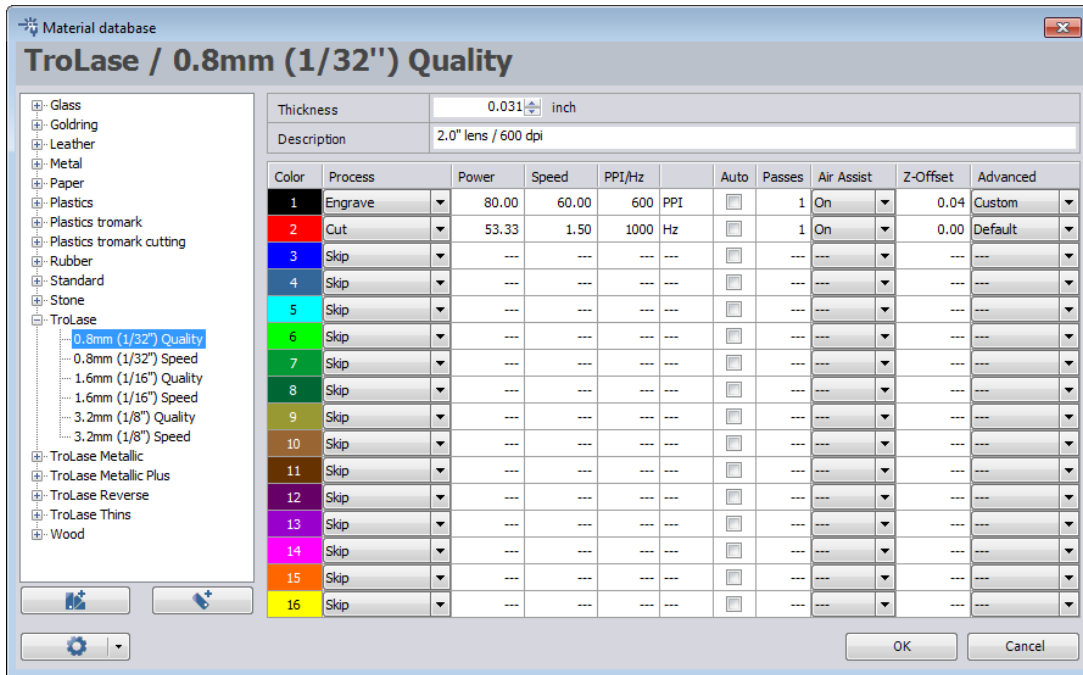 Material database
TroLase / 0.8mm (1/32'') Quality
Glass
Goldring
Leather
Metal
Paper
Plastics
Plastics tromark
Plastics tromark cutting
Rubber
Standard
Stone
TroLase
0.8mm (1/32") Quality
0.8mm (1/32") Speed
1.6mm (1/16") Quality
1.6mm (1/16") Speed
3.2mm (1/8") Quality
3.2mm (1/8") Speed
TroLase Metallic
TroLase Metallic Plus
TroLase Reverse
TroLase Thins
Wood
Thickness 0.031 inch
Description 2.0" lens / 600 dpi
Color Process Power Speed PPI/Hz Auto Passes Air Assist Z-Offset Advanced
1 Engrave 80.00 60.00 600 PPI 1 On 0.04 Custom
2 Cut 53.33 1.50 1000 Hz 1 On 0.00 Default
3 Skip --- --- --- --- --- --- --- ---
4 Skip --- --- --- --- --- --- --- ---
5 Skip --- --- --- --- --- --- --- ---
6 Skip --- --- --- --- --- --- --- ---
7 Skip --- --- --- --- --- --- --- ---
8 Skip --- --- --- --- --- --- --- ---
9 Skip --- --- --- --- --- --- --- ---
10 Skip --- --- --- --- --- --- --- ---
11 Skip --- --- --- --- --- --- --- ---
12 Skip --- --- --- --- --- --- --- ---
13 Skip --- --- --- --- --- --- --- ---
14 Skip --- --- --- --- --- --- --- ---
15 Skip --- --- --- --- --- --- --- ---
16 Skip --- --- --- --- --- --- --- ---
OK Cancel